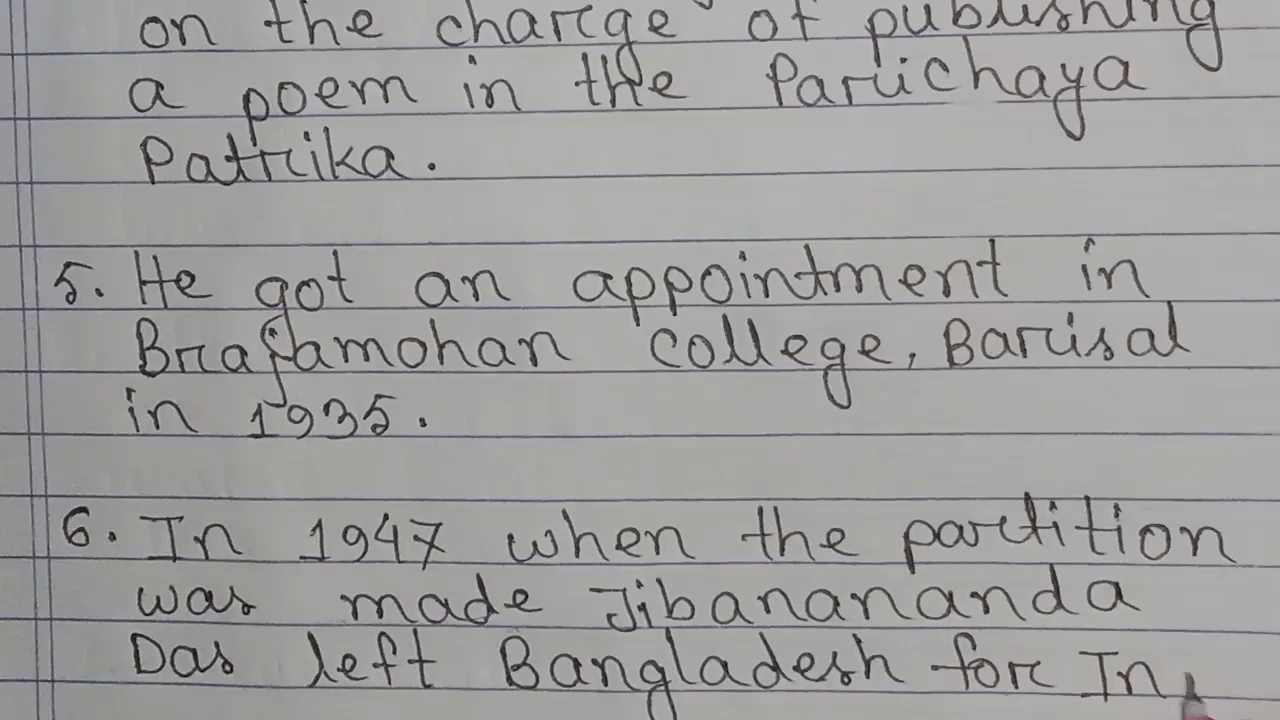 on the charge of publishing
a poem in the Parichaya
Patrika.
5. He got an appointment in
Brajamohan college, Barisal
in 1935.
6. In 1947 when the partition
was made Jibanananda
Das left Bangladesh for In